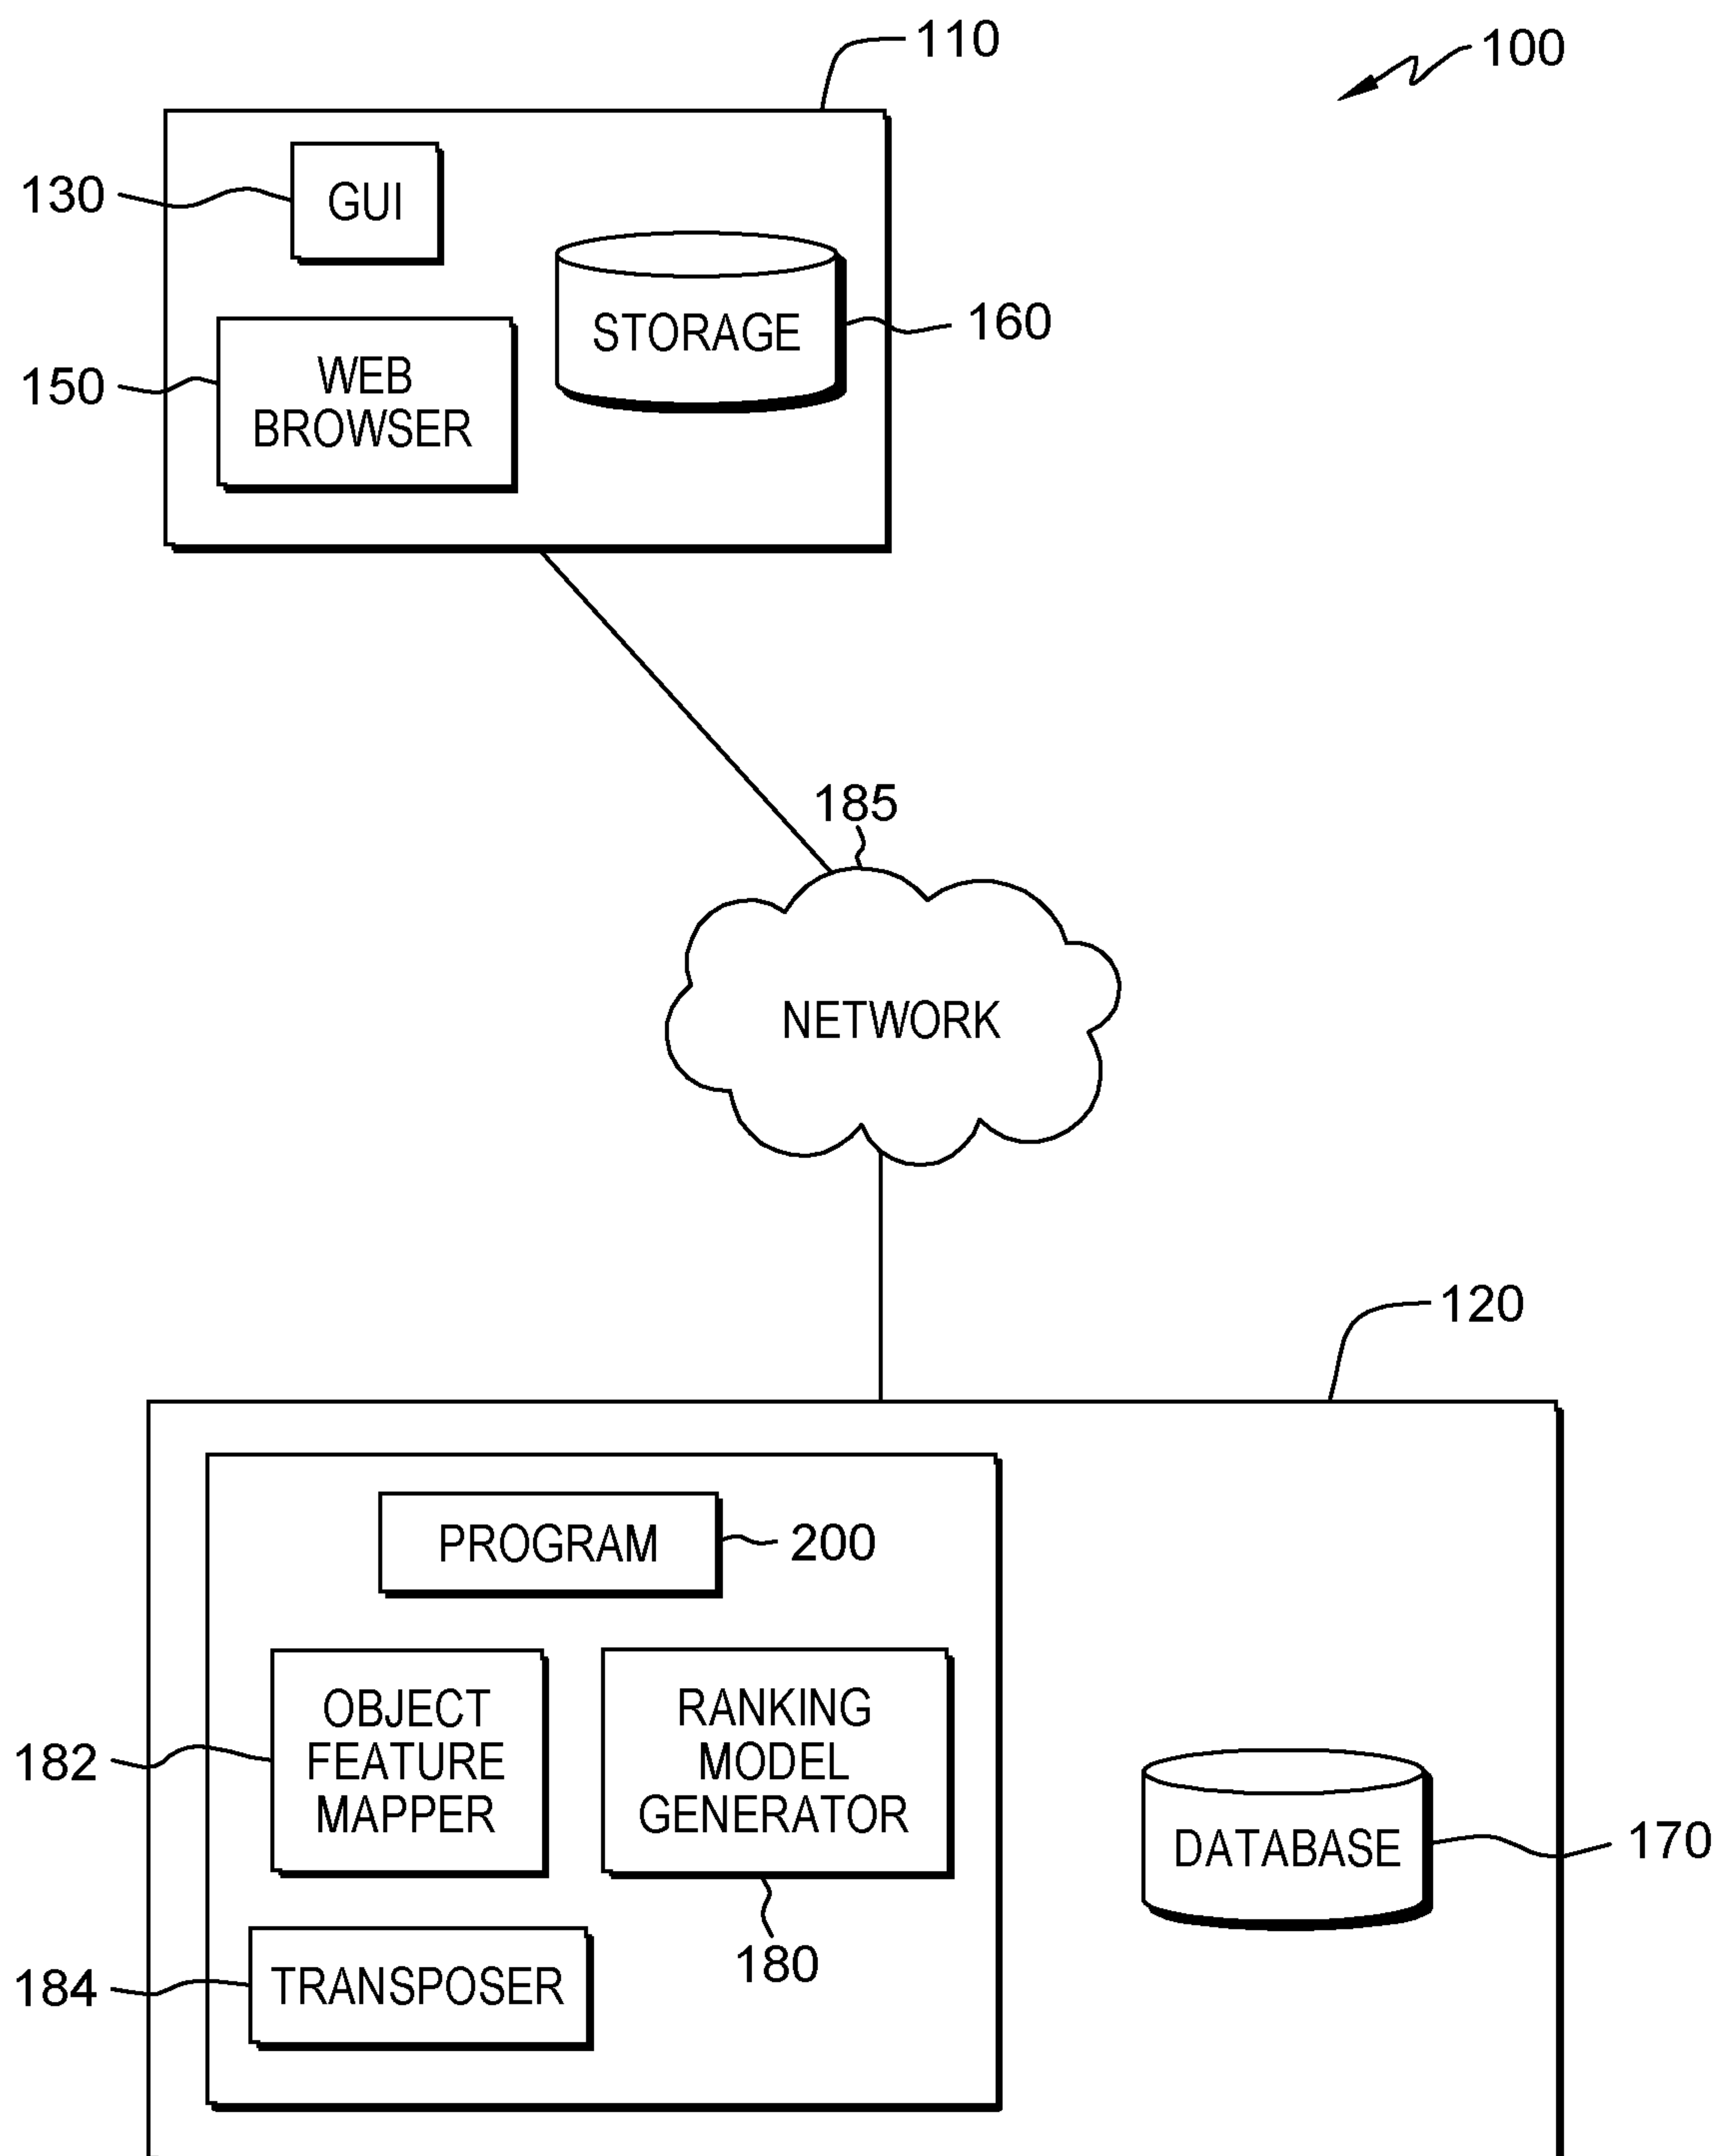 110
100
130
GUI
STORAGE
160
150
WEB
BROWSER
185
NETWORK
120
PROGRAM
200
182
OBJECT
FEATURE
MAPPER
RANKING
MODEL
GENERATOR
DATABASE
170
180
184
TRANSPOSER